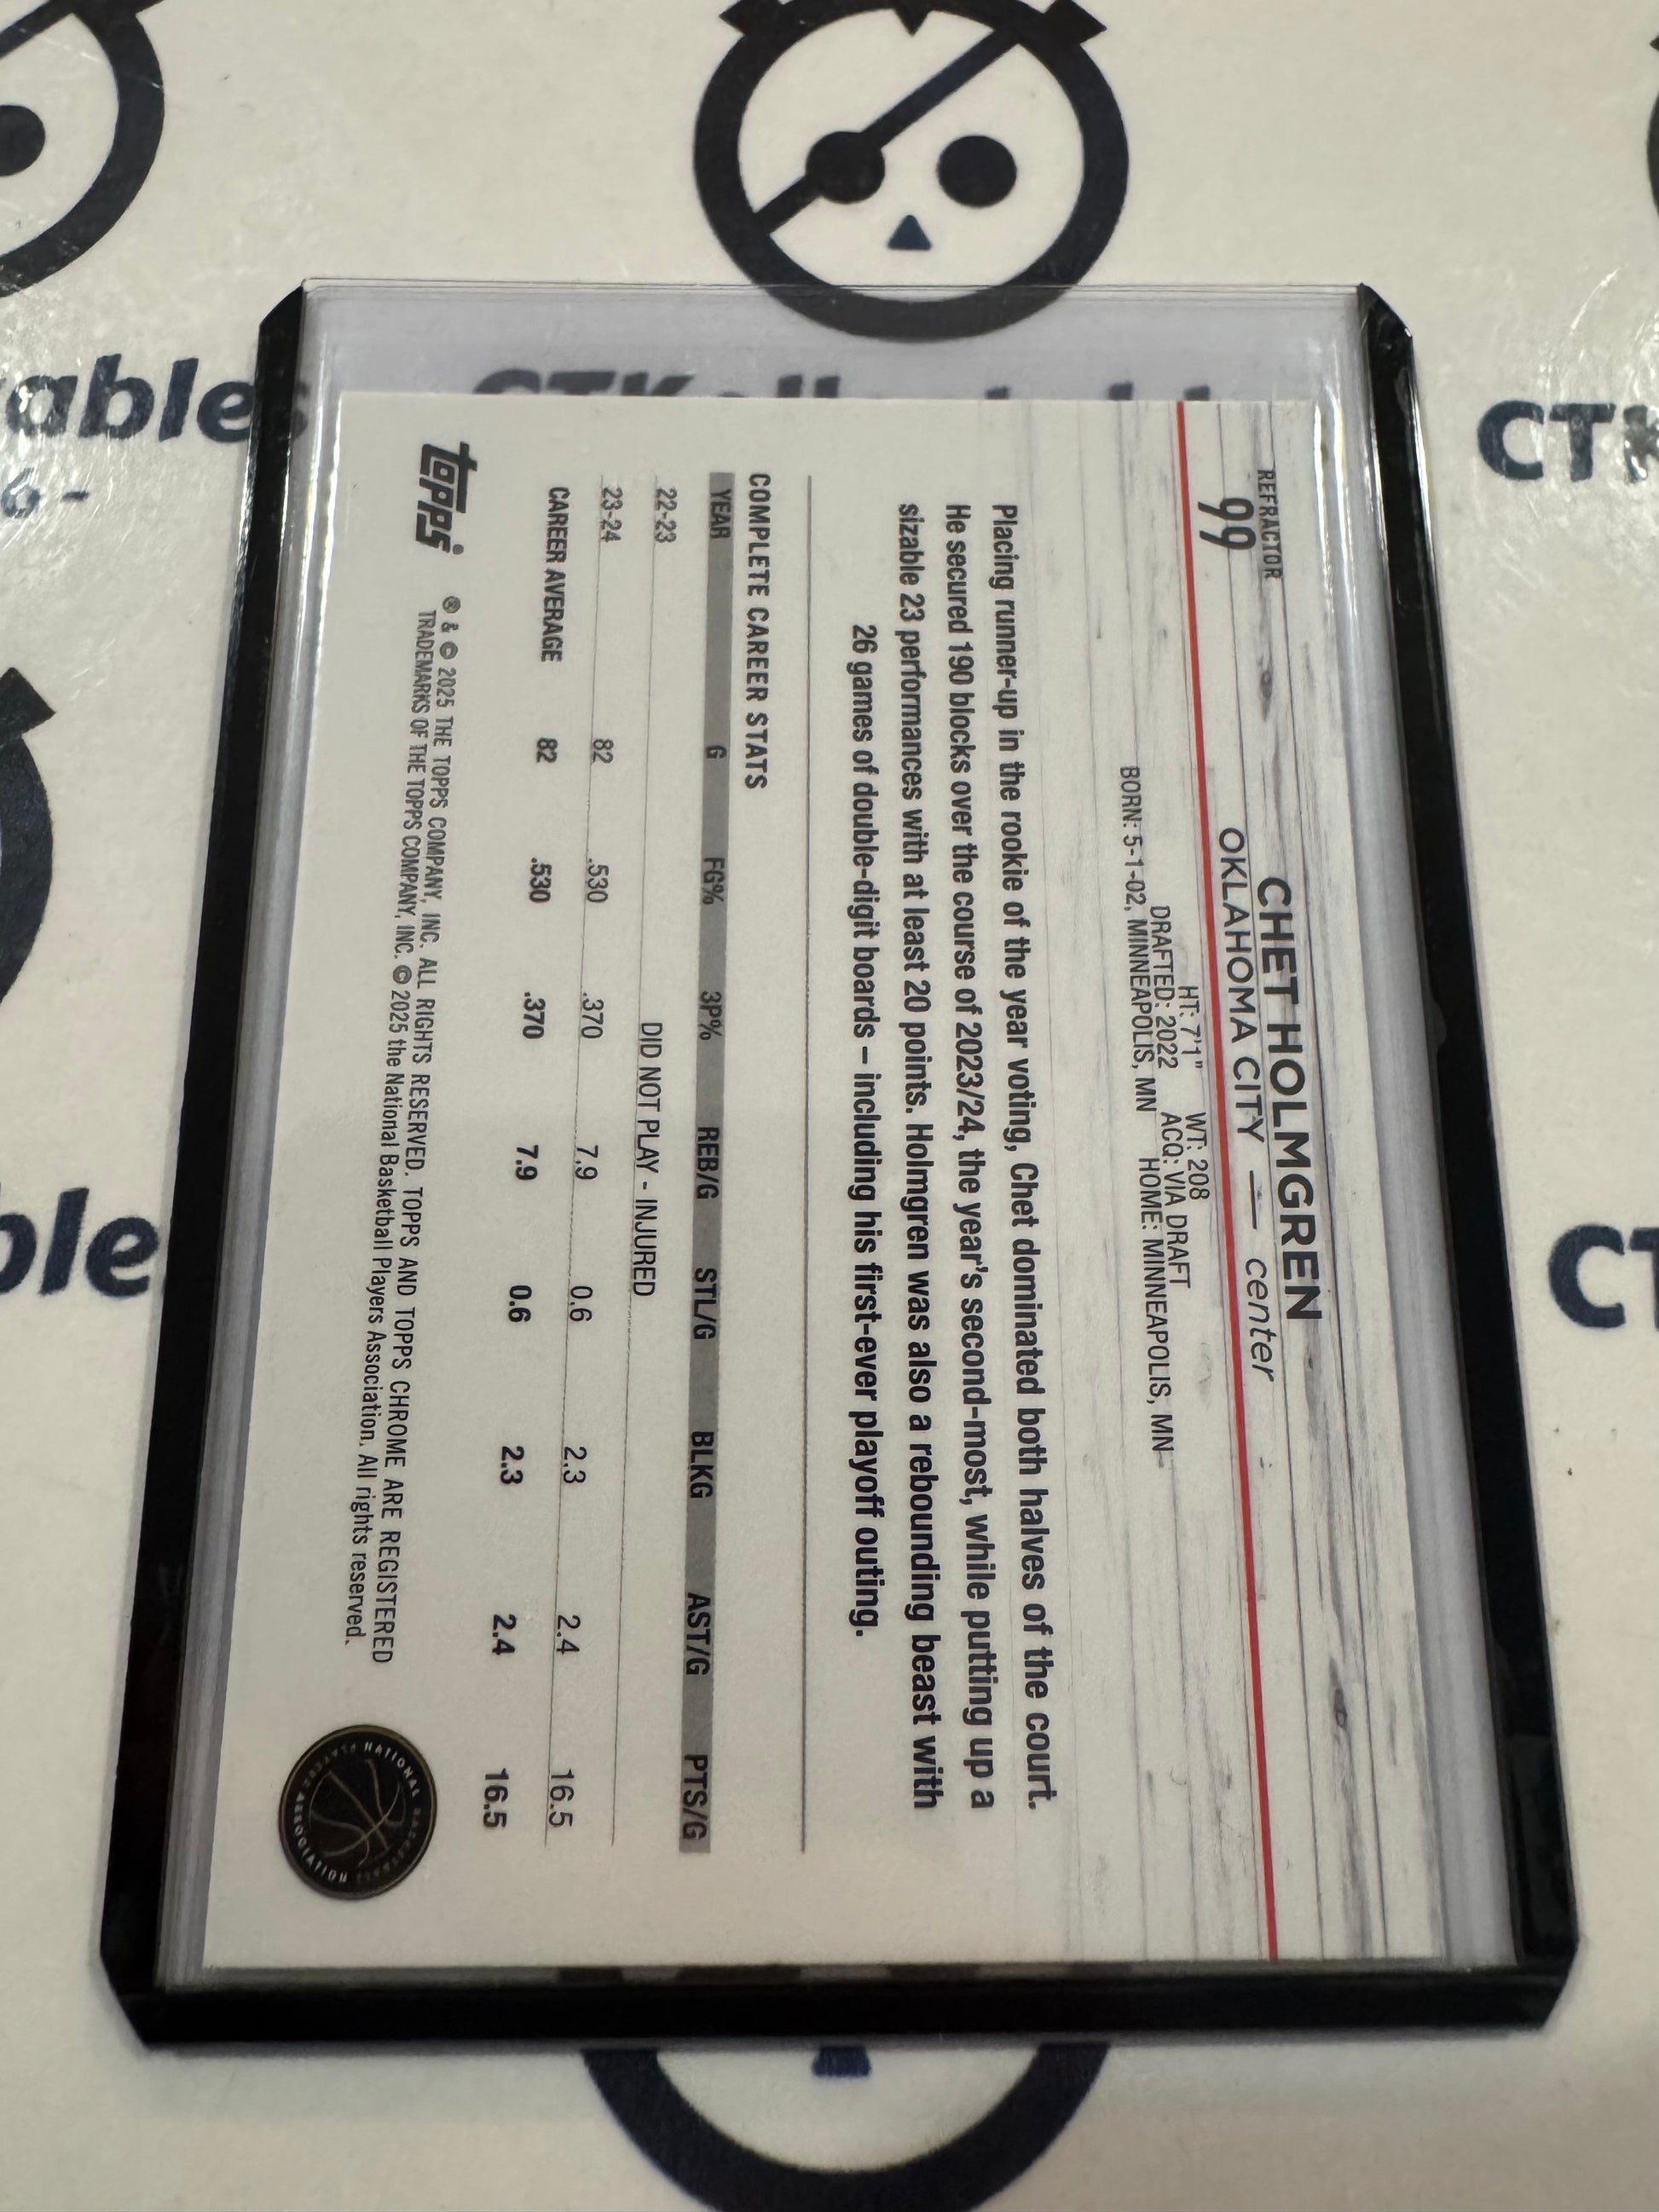 CTKollectables
CTK
REFRACTOR
99
CHET HOLMGREN
OKLAHOMA CITY — center
HT: 7'1" WT: 208
DRAFTED: 2022 ACQ: VIA DRAFT
BORN: 5-1-02, MINNEAPOLIS, MN HOME: MINNEAPOLIS, MN
Placing runner-up in the rookie of the year voting, Chet dominated both halves of the court.
He secured 190 blocks over the course of 2023/24, the year's second-most, while putting up a
sizable 23 performances with at least 20 points. Holmgren was also a rebounding beast with
26 games of double-digit boards – including his first-ever playoff outing.
COMPLETE CAREER STATS
YEAR G FG% 3P% REB/G STL/G BLKG AST/G PTS/G
22-23 DID NOT PLAY - INJURED
23-24 82 .530 .370 7.9 0.6 2.3 2.4 16.5
CAREER AVERAGE 82 .530 .370 7.9 0.6 2.3 2.4 16.5
Topps
® & © 2025 THE TOPPS COMPANY, INC. ALL RIGHTS RESERVED. TOPPS AND TOPPS CHROME ARE REGISTERED
TRADEMARKS OF THE TOPPS COMPANY, INC. © 2025 the National Basketball Players Association. All rights reserved.
NATIONAL BASKETBALL PLAYERS ASSOCIATION